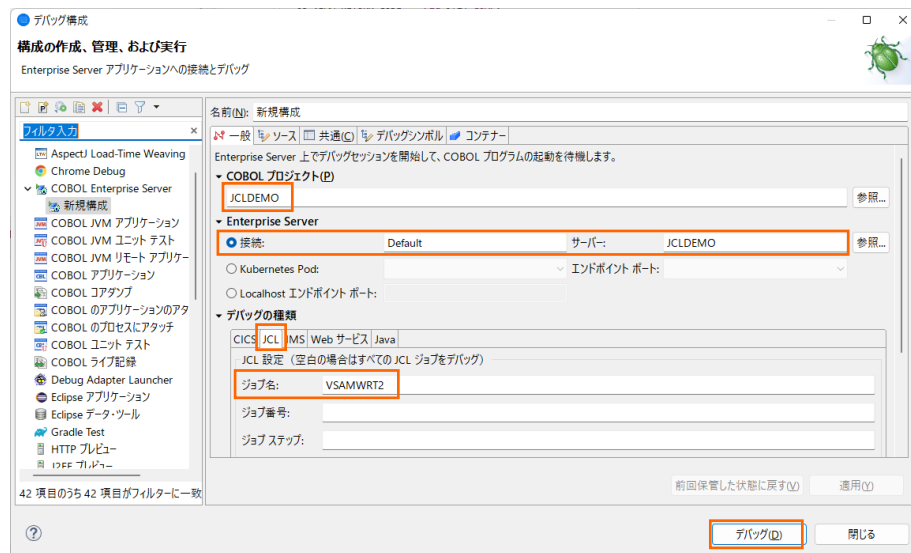 デバッグ構成
構成の作成、管理、および実行
Enterprise Server アプリケーションへの接続とデバッグ
フィルタ入力
AspectJ Load-Time Weaving
Chrome Debug
COBOL Enterprise Server
新規構成
COBOL JVM アプリケーション
COBOL JVM ユニット テスト
COBOL JVM リモート アプリケー
COBOL アプリケーション
COBOL コアダンプ
COBOL のアプリケーションのアタ
COBOL のプロセスにアタッチ
COBOL ユニット テスト
COBOL ライブ記録
Debug Adapter Launcher
Eclipse アプリケーション
Eclipse データ・ツール
Gradle Test
HTTP プレビュー
J2EE プレビュー
42 項目のうち 42 項目がフィルターに一致
名前(N): 新規構成
一般 ソース 共通(C) デバッグシンボル コンテナー
Enterprise Server 上でデバッグセッションを開始して、COBOL プログラムの起動を待機します。
COBOL プロジェクト(P)
JCLDEMO 参照...
Enterprise Server
接続: Default サーバー: JCLDEMO 参照...
Kubernetes Pod: エンドポイント ポート:
Localhost エンドポイント ポート:
デバッグの種類
CICS JCL IMS Web サービス Java
JCL 設定（空白の場合はすべての JCL ジョブをデバッグ）
ジョブ名: VSAMWRT2
ジョブ番号:
ジョブ ステップ:
前回保管した状態に戻す(V) 適用(Y)
デバッグ(D) 閉じる